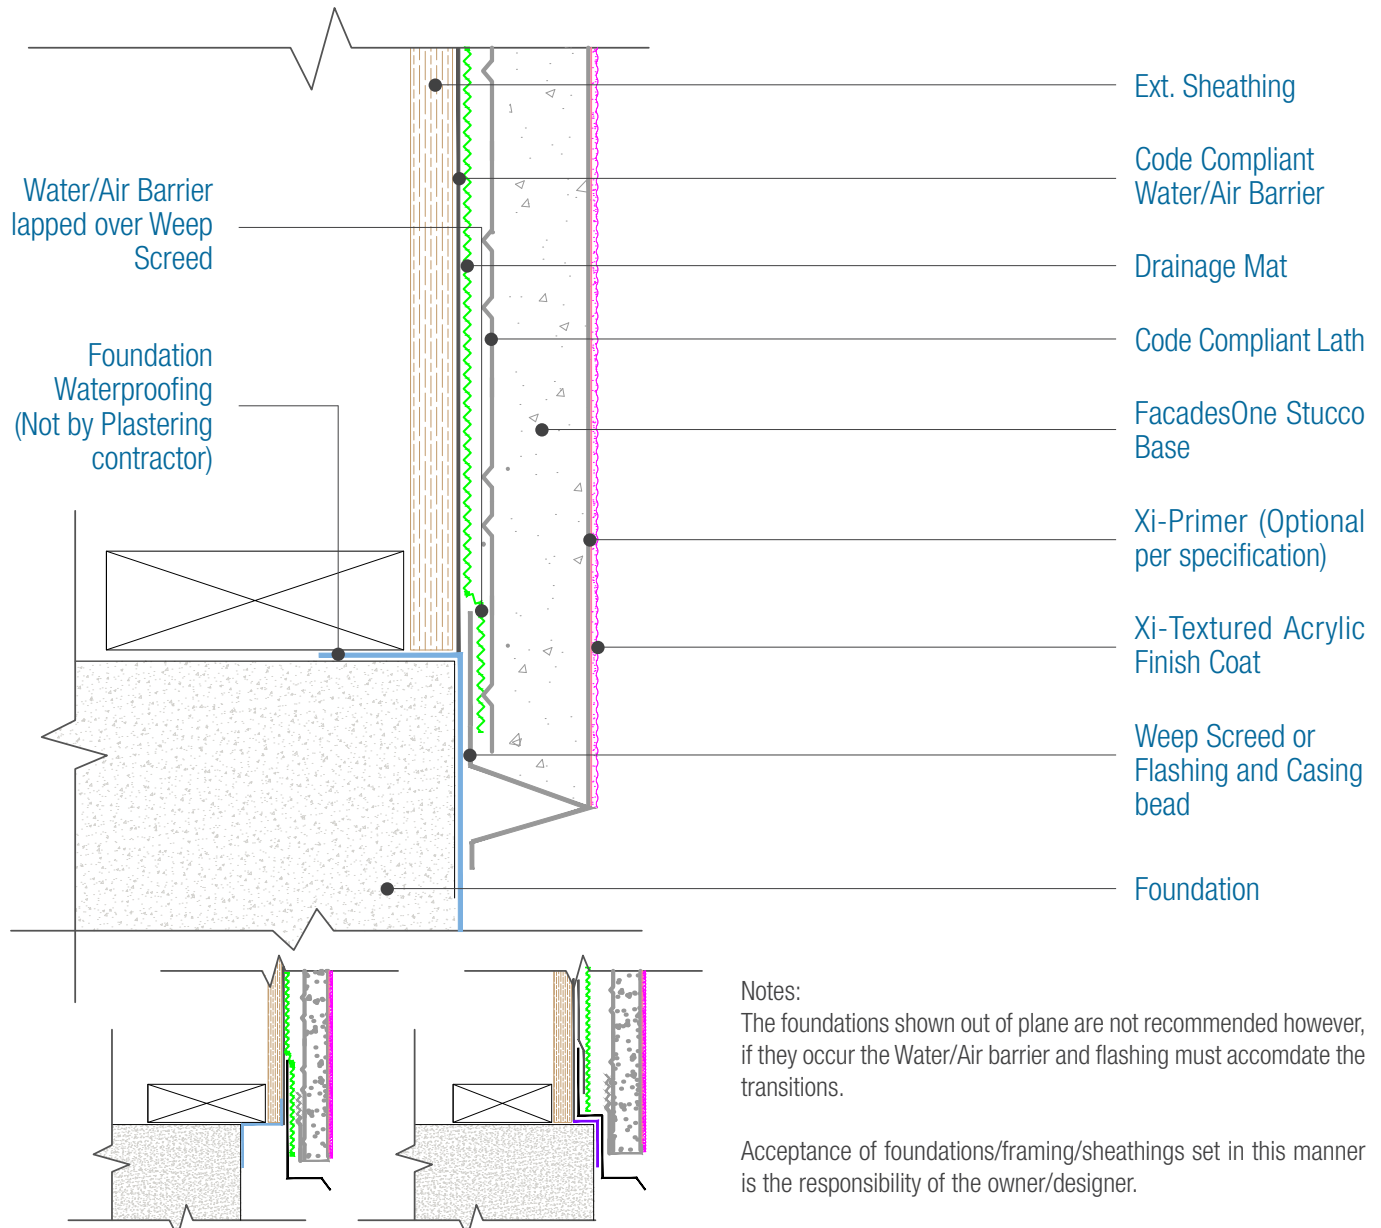 Water/Air Barrier
lapped over Weep
Screed
Foundation
Waterproofing
(Not by Plastering
contractor)
Ext. Sheathing
Code Compliant
Water/Air Barrier
Drainage Mat
Code Compliant Lath
FacadesOne Stucco
Base
Xi-Primer (Optional
per specification)
Xi-Textured Acrylic
Finish Coat
Weep Screed or
Flashing and Casing
bead
Foundation
Notes:
The foundations shown out of plane are not recommended however,
if they occur the Water/Air barrier and flashing must accomdate the
transitions.
Acceptance of foundations/framing/sheathings set in this manner
is the responsibility of the owner/designer.